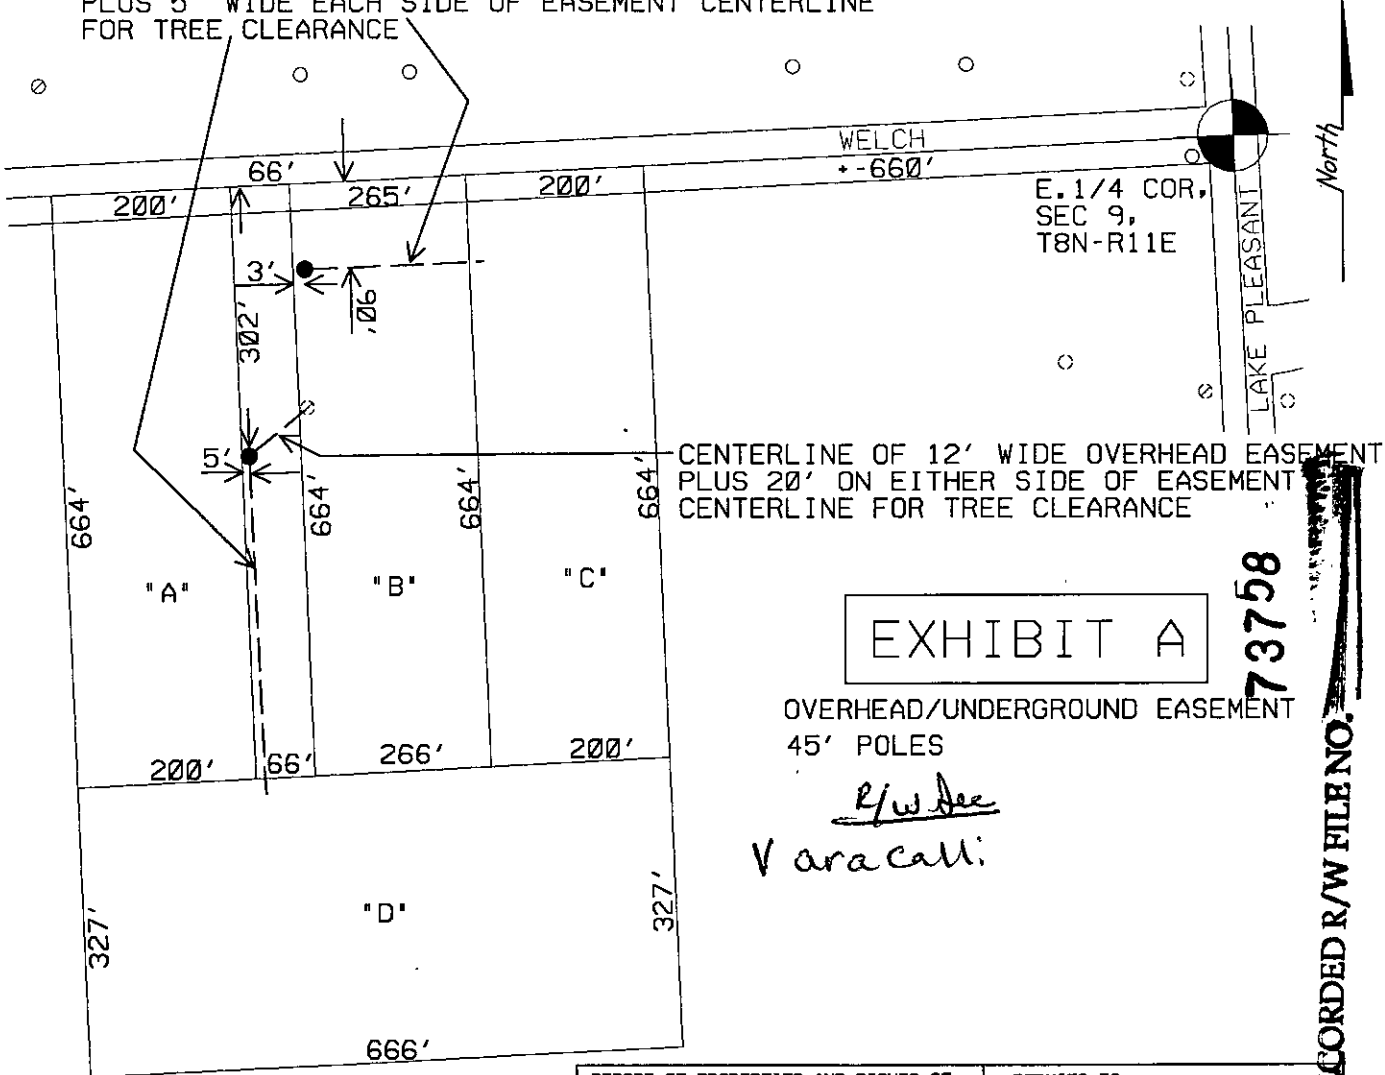 PLUS 5' WIDE EACH SIDE OF EASEMENT CENTERLINE
FOR TREE CLEARANCE
WELCH
+-660'
66'
200'
265'
200'
E.1/4 COR,
SEC 9,
T8N-R11E
North
LAKE PLEASANT
3'
90'
302'
5'
CENTERLINE OF 12' WIDE OVERHEAD EASEMENT
PLUS 20' ON EITHER SIDE OF EASEMENT
CENTERLINE FOR TREE CLEARANCE
664'
664'
664'
664'
"A"
"B"
"C"
EXHIBIT A
OVERHEAD/UNDERGROUND EASEMENT
45' POLES
R/W
Varacalli
200'
66'
266'
200'
327'
"D"
327'
666'
CORDED R/W FILE NO. 73758